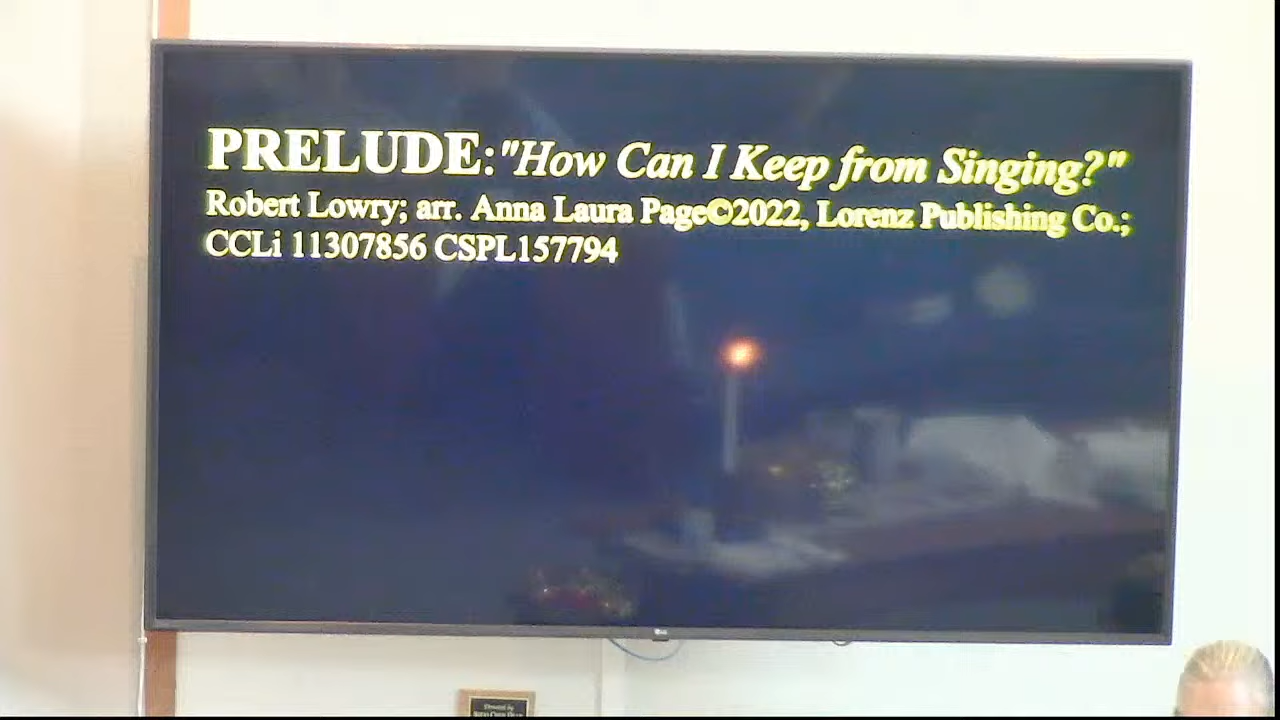 PRELUDE:"How Can I Keep from Singing?"
Robert Lowry; arr. Anna Laura Page©2022, Lorenz Publishing Co.;
CCLi 11307856 CSPL157794
LG